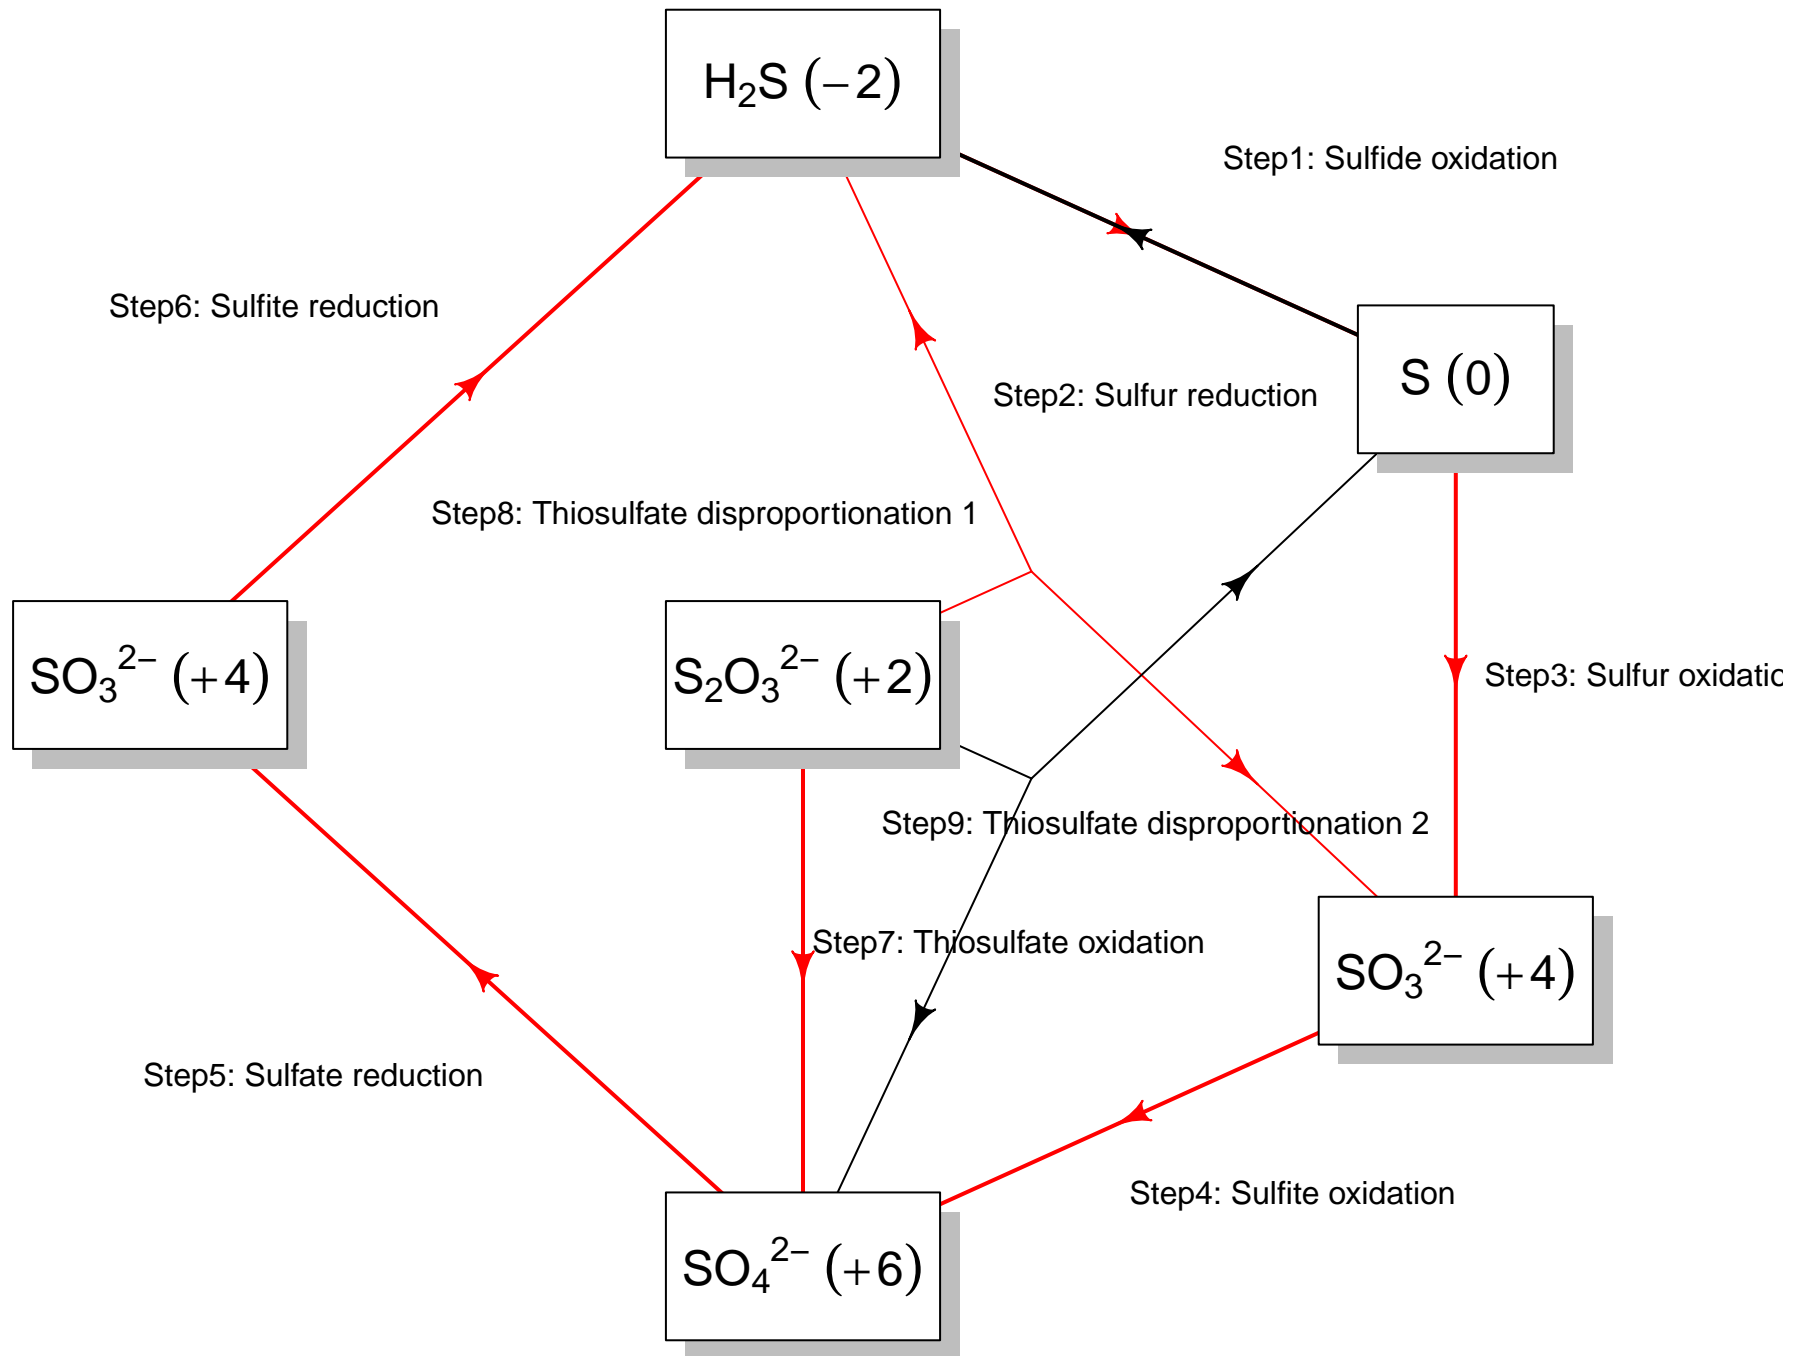 H₂S (−2)
Step1: Sulfide oxidation
Step6: Sulfite reduction
S (0)
Step2: Sulfur reduction
Step8: Thiosulfate disproportionation 1
SO₃²⁻ (+4)
S₂O₃²⁻ (+2)
Step3: Sulfur oxidatic
Step9: Thiosulfate disproportionation 2
Step7: Thiosulfate oxidation
SO₃²⁻ (+4)
Step5: Sulfate reduction
Step4: Sulfite oxidation
SO₄²⁻ (+6)